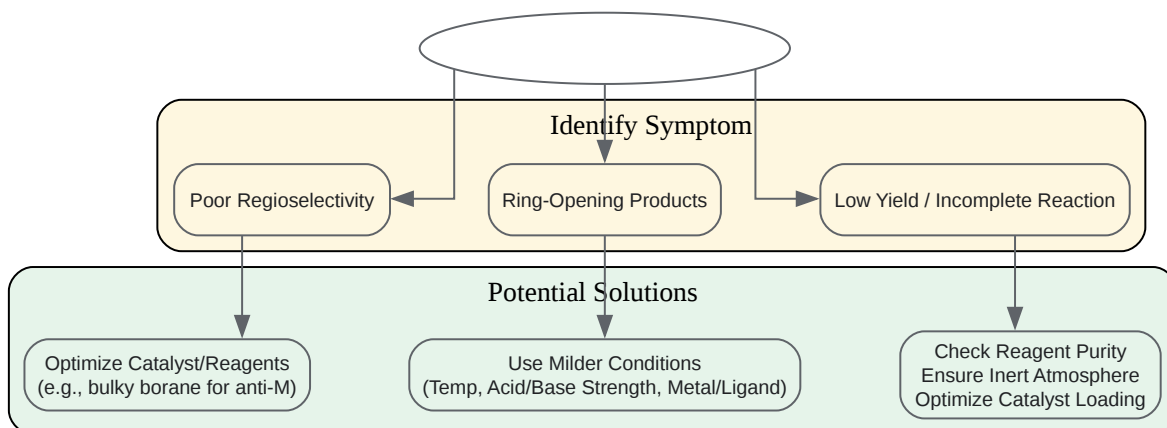 Identify Symptom
Poor Regioselectivity
Ring-Opening Products
Low Yield / Incomplete Reaction
Potential Solutions
Optimize Catalyst/Reagents
(e.g., bulky borane for anti-M)
Use Milder Conditions
(Temp, Acid/Base Strength, Metal/Ligand)
Check Reagent Purity
Ensure Inert Atmosphere
Optimize Catalyst Loading